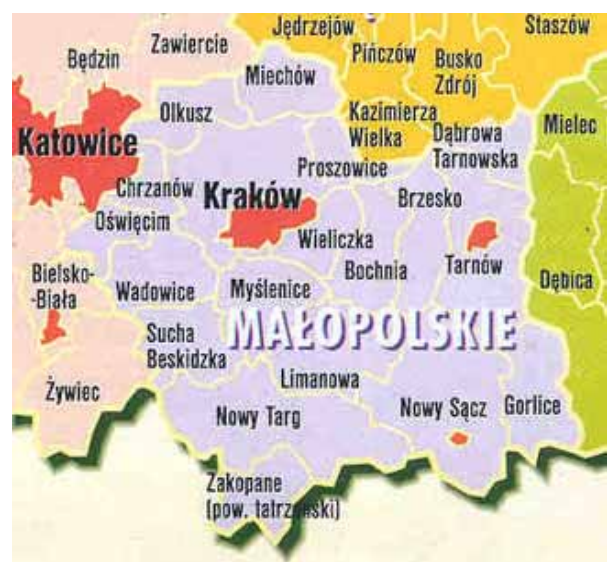 Jędrzejów
Staszów
Zawiercie
Pińczów
Busko
Zdrój
Będzin
Miechów
Olkusz
Kazimierza
Wielka
Mielec
Dąbrowa
Tarnowska
Katowice
Proszowice
Chrzanów
Kraków
Brzesko
Oświęcim
Wieliczka
Bielsko-
-Biała
Bochnia
Tarnów
Dębica
Wadowice
Myślenice
MAŁOPOLSKIE
Sucha
Beskidzka
Limanowa
Żywiec
Nowy Targ
Nowy Sącz
Gorlice
Zakopane
(pow. tatrzański)